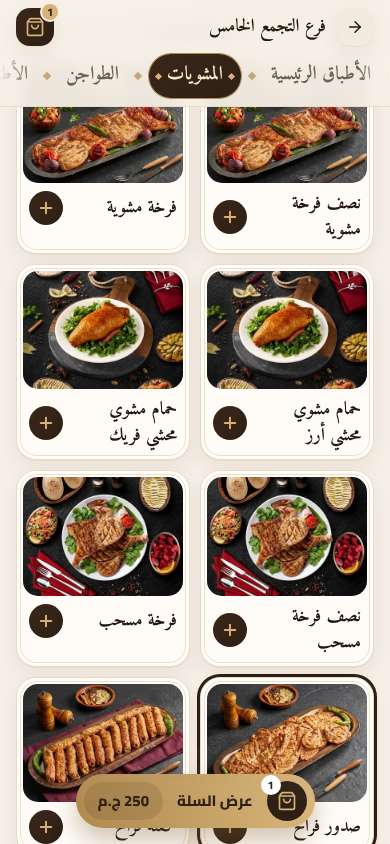 فرع التجمع الخامس
1
الأطباق الرئيسية
المشويات
الطواجن
نصف فرخة
مشوية
فرخة مشوية
حمام مشوي
محشي أرز
حمام مشوي
محشي فريك
نصف فرخة
مسحب
فرخة مسحب
صدور فراخ
1
عرض السلة
250 ج.م